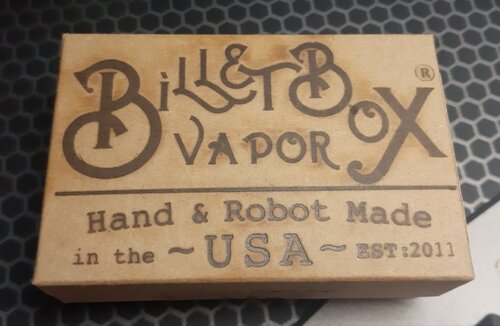 BilletBox®
VAPOR
Hand & Robot Made
in the ~USA~ EST:2011